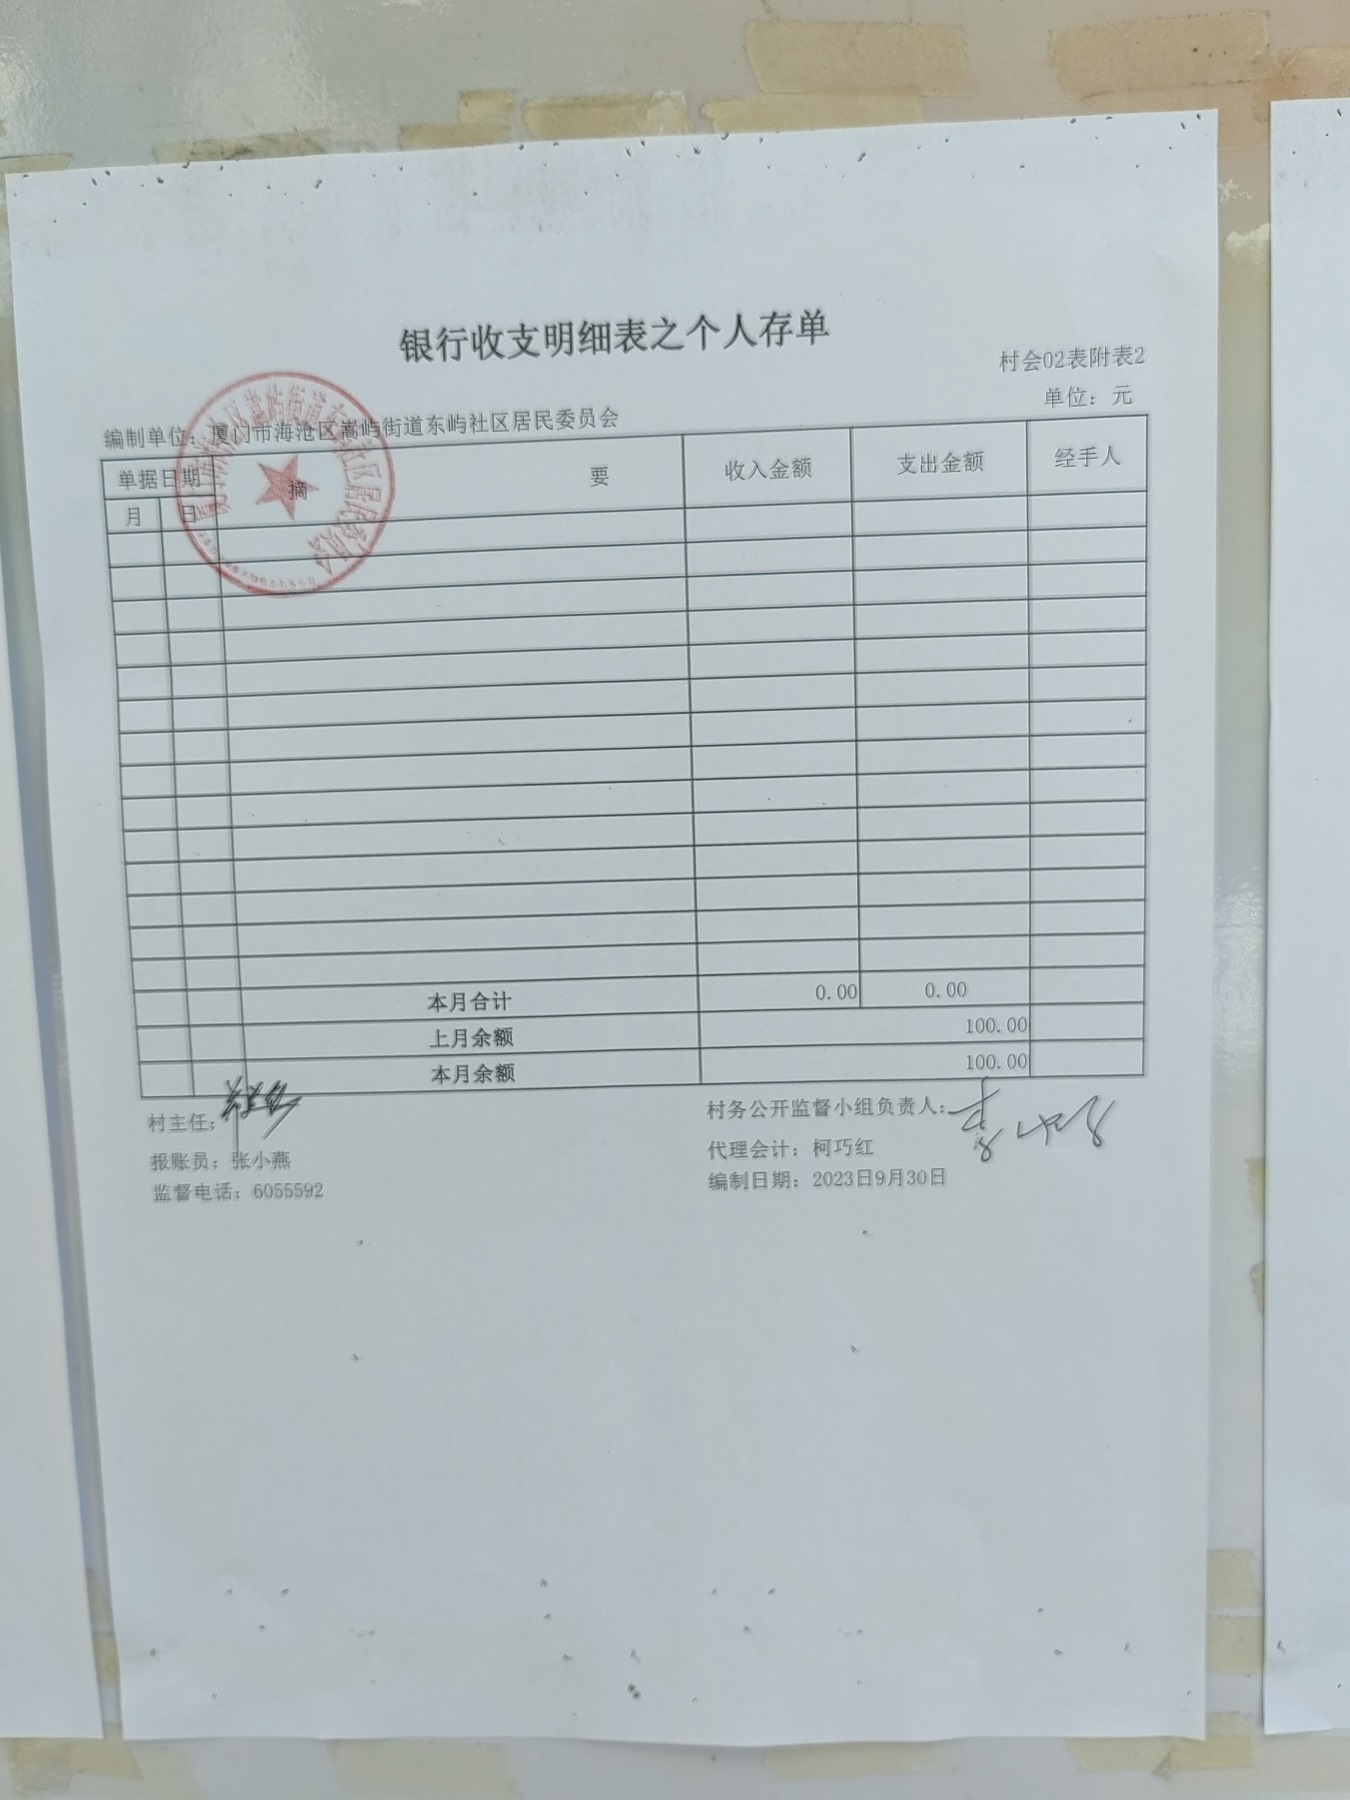 银行收支明细表之个人存单
村会02表附表2
单位：元
编制单位：厦门市海沧区嵩屿街道东屿社区居民委员会
单据日期 摘 要 收入金额 支出金额 经手人
月 日
本月合计 0.00 0.00
上月余额 100.00
本月余额 100.00
村主任： 村务公开监督小组负责人：
报账员：张小燕 代理会计：柯巧红
监督电话：6055592 编制日期：2023日9月30日